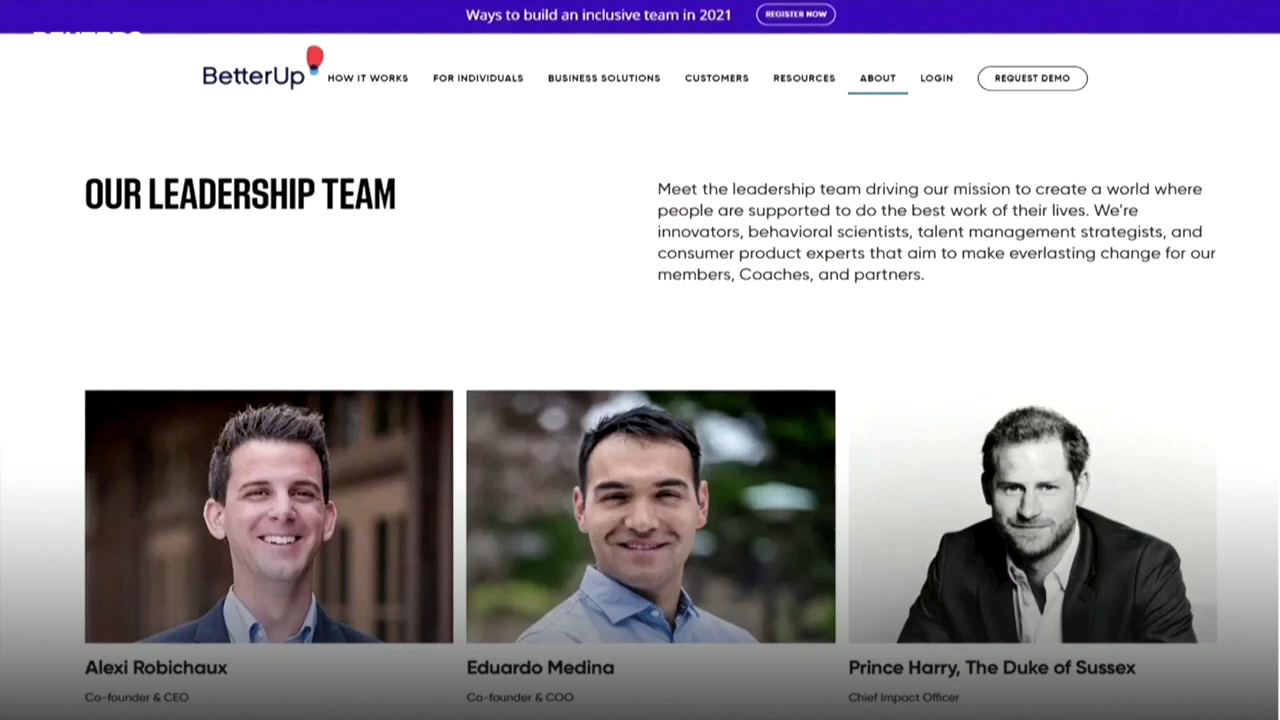 Ways to build an inclusive team in 2021 REGISTER NOW
REUTERS
BetterUp HOW IT WORKS FOR INDIVIDUALS BUSINESS SOLUTIONS CUSTOMERS RESOURCES ABOUT LOGIN REQUEST DEMO
OUR LEADERSHIP TEAM
Meet the leadership team driving our mission to create a world where
people are supported to do the best work of their lives. We're
innovators, behavioral scientists, talent management strategists, and
consumer product experts that aim to make everlasting change for our
members, Coaches, and partners.
Alexi Robichaux
Co-founder & CEO
Eduardo Medina
Co-founder & COO
Prince Harry, The Duke of Sussex
Chief Impact Officer